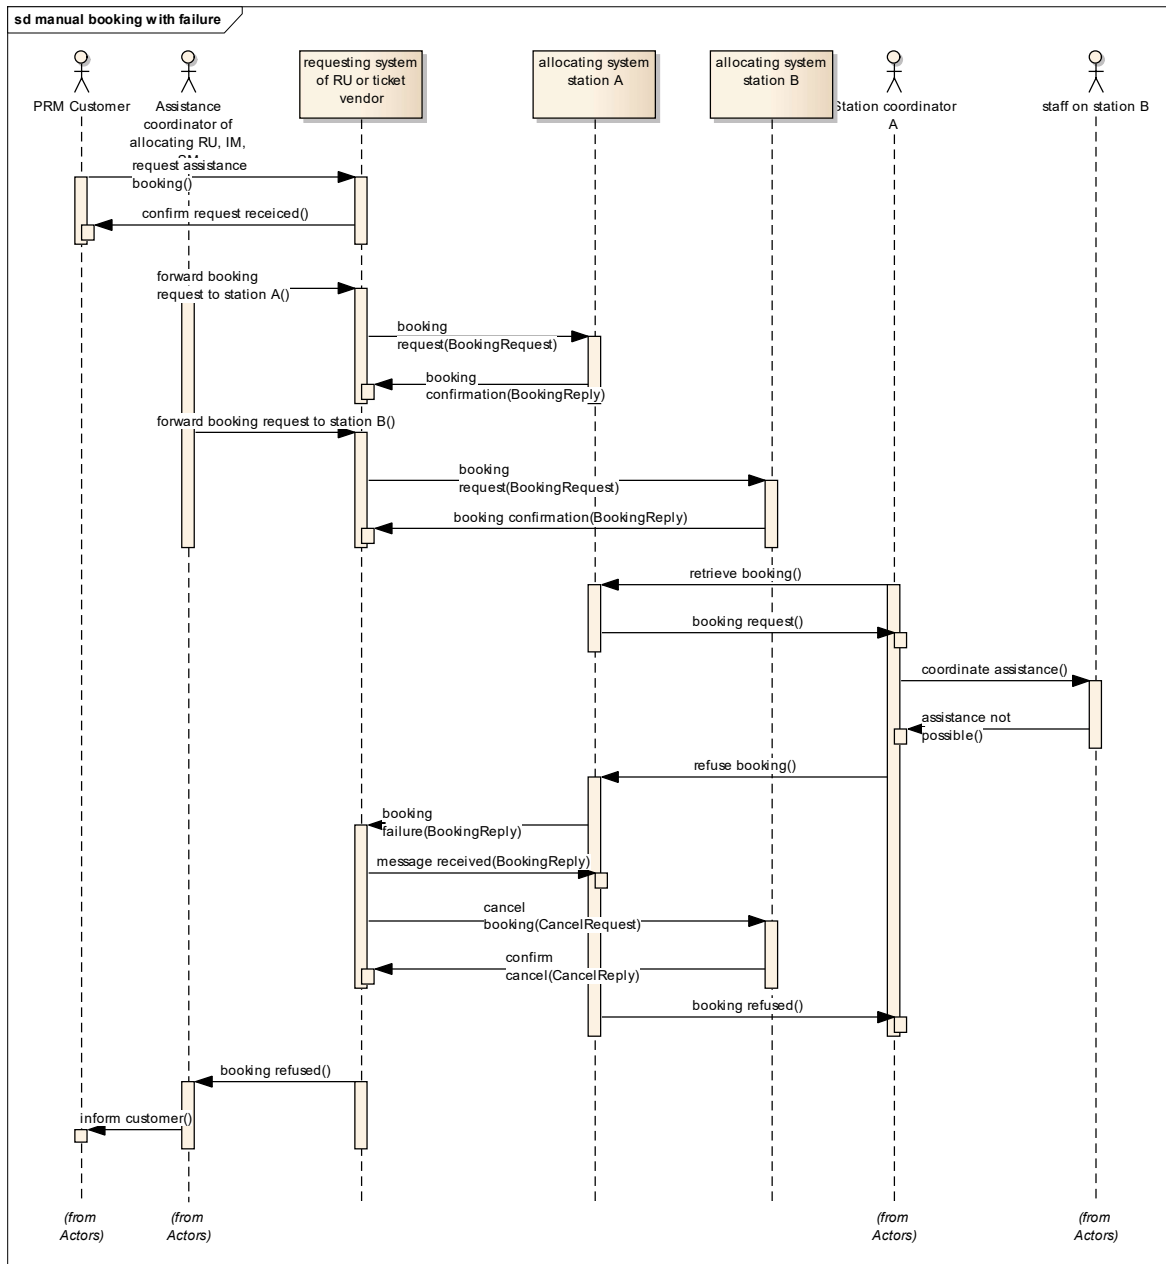 sd manual booking with failure
PRM Customer
Assistance
coordinator of
allocating RU, IM,
requesting system
of RU or ticket
vendor
allocating system
station A
allocating system
station B
Station coordinator
A
staff on station B
request assistance
booking()
confirm request receiced()
forward booking
request to station A()
booking
request(BookingRequest)
booking
confirmation(BookingReply)
forward booking request to station B()
booking
request(BookingRequest)
booking confirmation(BookingReply)
retrieve booking()
booking request()
coordinate assistance()
assistance not
possible()
refuse booking()
booking
failure(BookingReply)
message received(BookingReply)
cancel
booking(CancelRequest)
confirm
cancel(CancelReply)
booking refused()
booking refused()
inform customer()
(from
Actors)
(from
Actors)
(from
Actors)
(from
Actors)